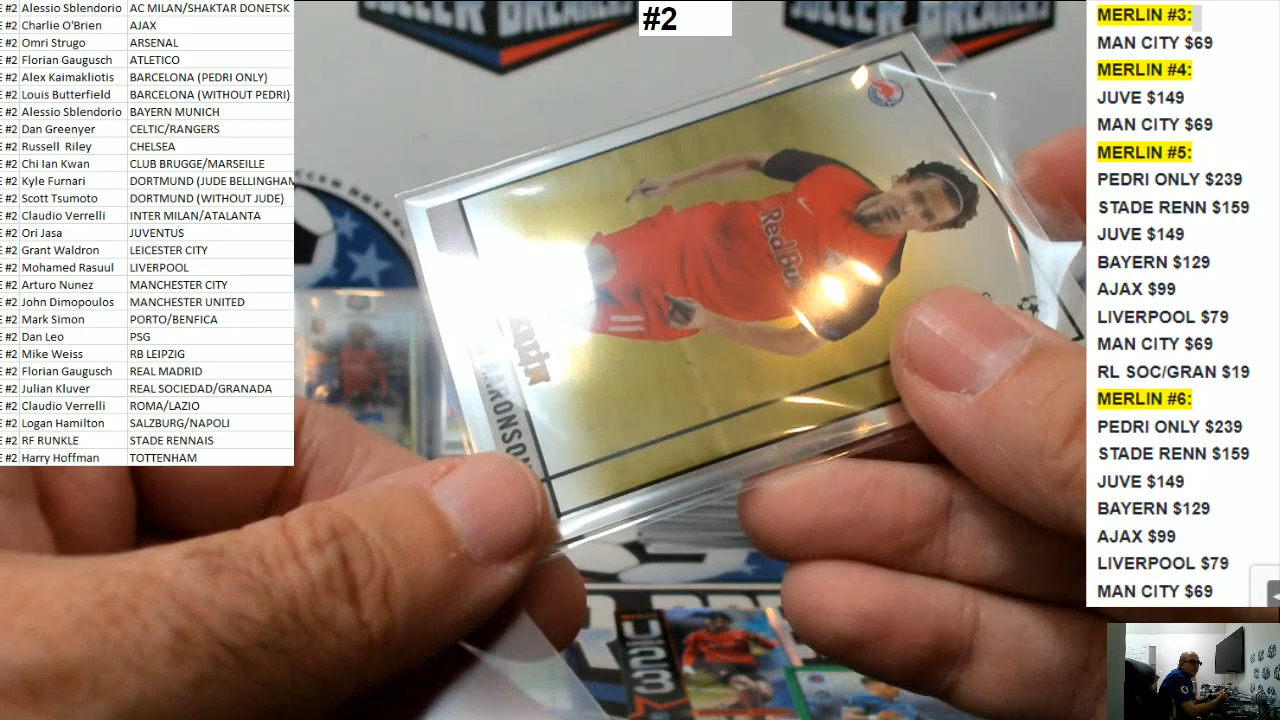 E #2 Alessio Sblendorio AC MILAN/SHAKTAR DONETSK
E #2 Charlie O'Brien AJAX
E #2 Omri Strugo ARSENAL
E #2 Florian Gaugusch ATLETICO
E #2 Alex Kaimakliotis BARCELONA (PEDRI ONLY)
E #2 Louis Butterfield BARCELONA (WITHOUT PEDRI)
E #2 Alessio Sblendorio BAYERN MUNICH
E #2 Dan Greenyer CELTIC/RANGERS
E #2 Russell Riley CHELSEA
E #2 Chi Ian Kwan CLUB BRUGGE/MARSEILLE
E #2 Kyle Furnari DORTMUND (JUDE BELLINGHAM
E #2 Scott Tsumoto DORTMUND (WITHOUT JUDE)
E #2 Claudio Verrelli INTER MILAN/ATALANTA
E #2 Ori Jasa JUVENTUS
E #2 Grant Waldron LEICESTER CITY
E #2 Mohamed Rasuul LIVERPOOL
E #2 Arturo Nunez MANCHESTER CITY
E #2 John Dimopoulos MANCHESTER UNITED
E #2 Mark Simon PORTO/BENFICA
E #2 Dan Leo PSG
E #2 Mike Weiss RB LEIPZIG
E #2 Florian Gaugusch REAL MADRID
E #2 Julian Kluver REAL SOCIEDAD/GRANADA
E #2 Claudio Verrelli ROMA/LAZIO
E #2 Logan Hamilton SALZBURG/NAPOLI
E #2 RF RUNKLE STADE RENNAIS
E #2 Harry Hoffman TOTTENHAM
#2
SOCCER BREAKERS
RedBu
AARONSON
MERLIN #3:
MAN CITY $69
MERLIN #4:
JUVE $149
MAN CITY $69
MERLIN #5:
PEDRI ONLY $239
STADE RENN $159
JUVE $149
BAYERN $129
AJAX $99
LIVERPOOL $79
MAN CITY $69
RL SOC/GRAN $19
MERLIN #6:
PEDRI ONLY $239
STADE RENN $159
JUVE $149
BAYERN $129
AJAX $99
LIVERPOOL $79
MAN CITY $69